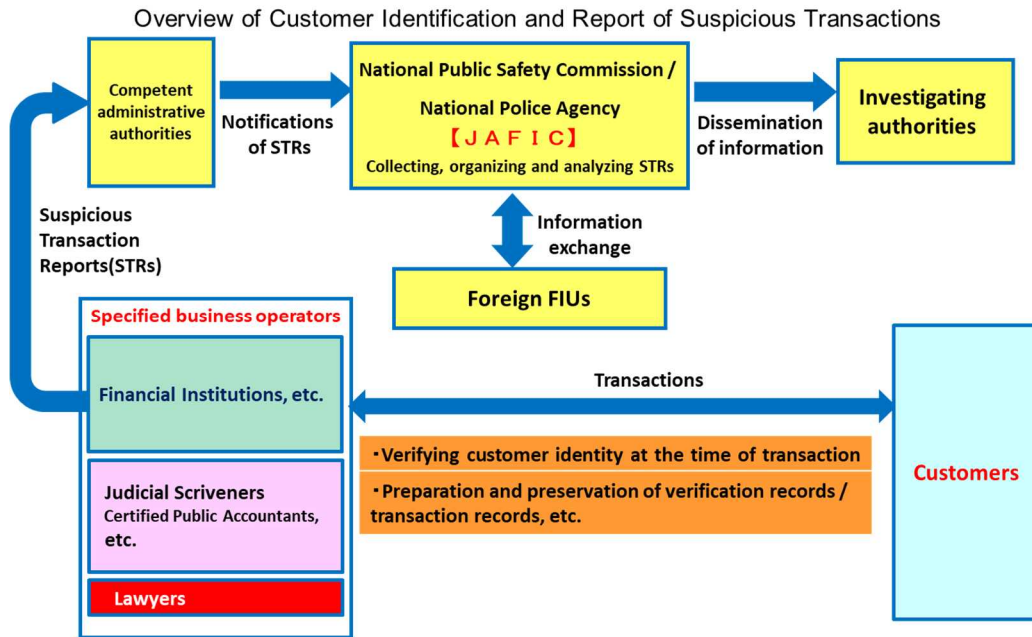 Overview of Customer Identification and Report of Suspicious Transactions
Competent
administrative
authorities
Notifications
of STRs
National Public Safety Commission /
National Police Agency
【ＪＡＦＩＣ】
Collecting, organizing and analyzing STRs
Dissemination
of information
Investigating
authorities
Suspicious
Transaction
Reports(STRs)
Information
exchange
Foreign FIUs
Specified business operators
Financial Institutions, etc.
Judicial Scriveners
Certified Public Accountants,
etc.
Lawyers
Transactions
・Verifying customer identity at the time of transaction
・Preparation and preservation of verification records /
transaction records, etc.
Customers